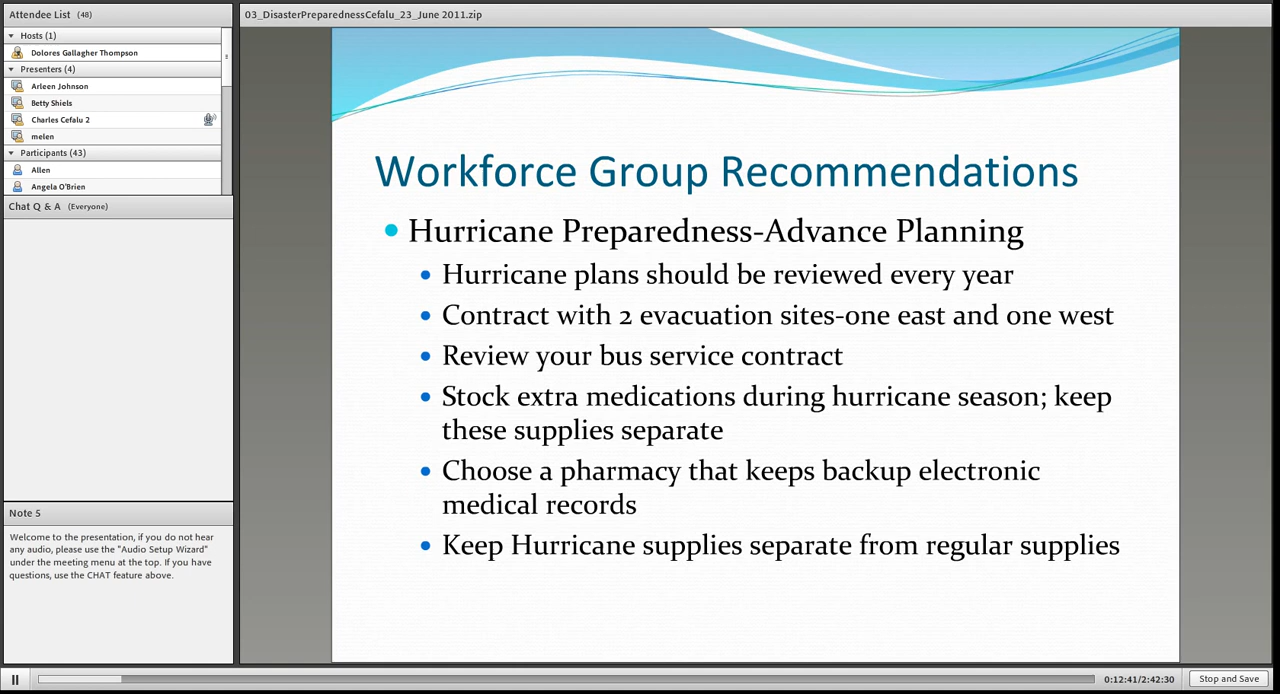 Attendee List (48)
Hosts (1)
Dolores Gallagher Thompson
Presenters (4)
Arleen Johnson
Betty Shiels
Charles Cefalu 2
melen
Participants (43)
Allen
Angela O'Brien
Chat Q & A (Everyone)
Note 5
Welcome to the presentation, if you do not hear
any audio, please use the "Audio Setup Wizard"
under the meeting menu at the top. If you have
questions, use the CHAT feature above.
03_DisasterPreparednessCefalu_23_June 2011.zip
Workforce Group Recommendations
Hurricane Preparedness-Advance Planning
Hurricane plans should be reviewed every year
Contract with 2 evacuation sites-one east and one west
Review your bus service contract
Stock extra medications during hurricane season; keep
these supplies separate
Choose a pharmacy that keeps backup electronic
medical records
Keep Hurricane supplies separate from regular supplies
0:12:41/2:42:30
Stop and Save